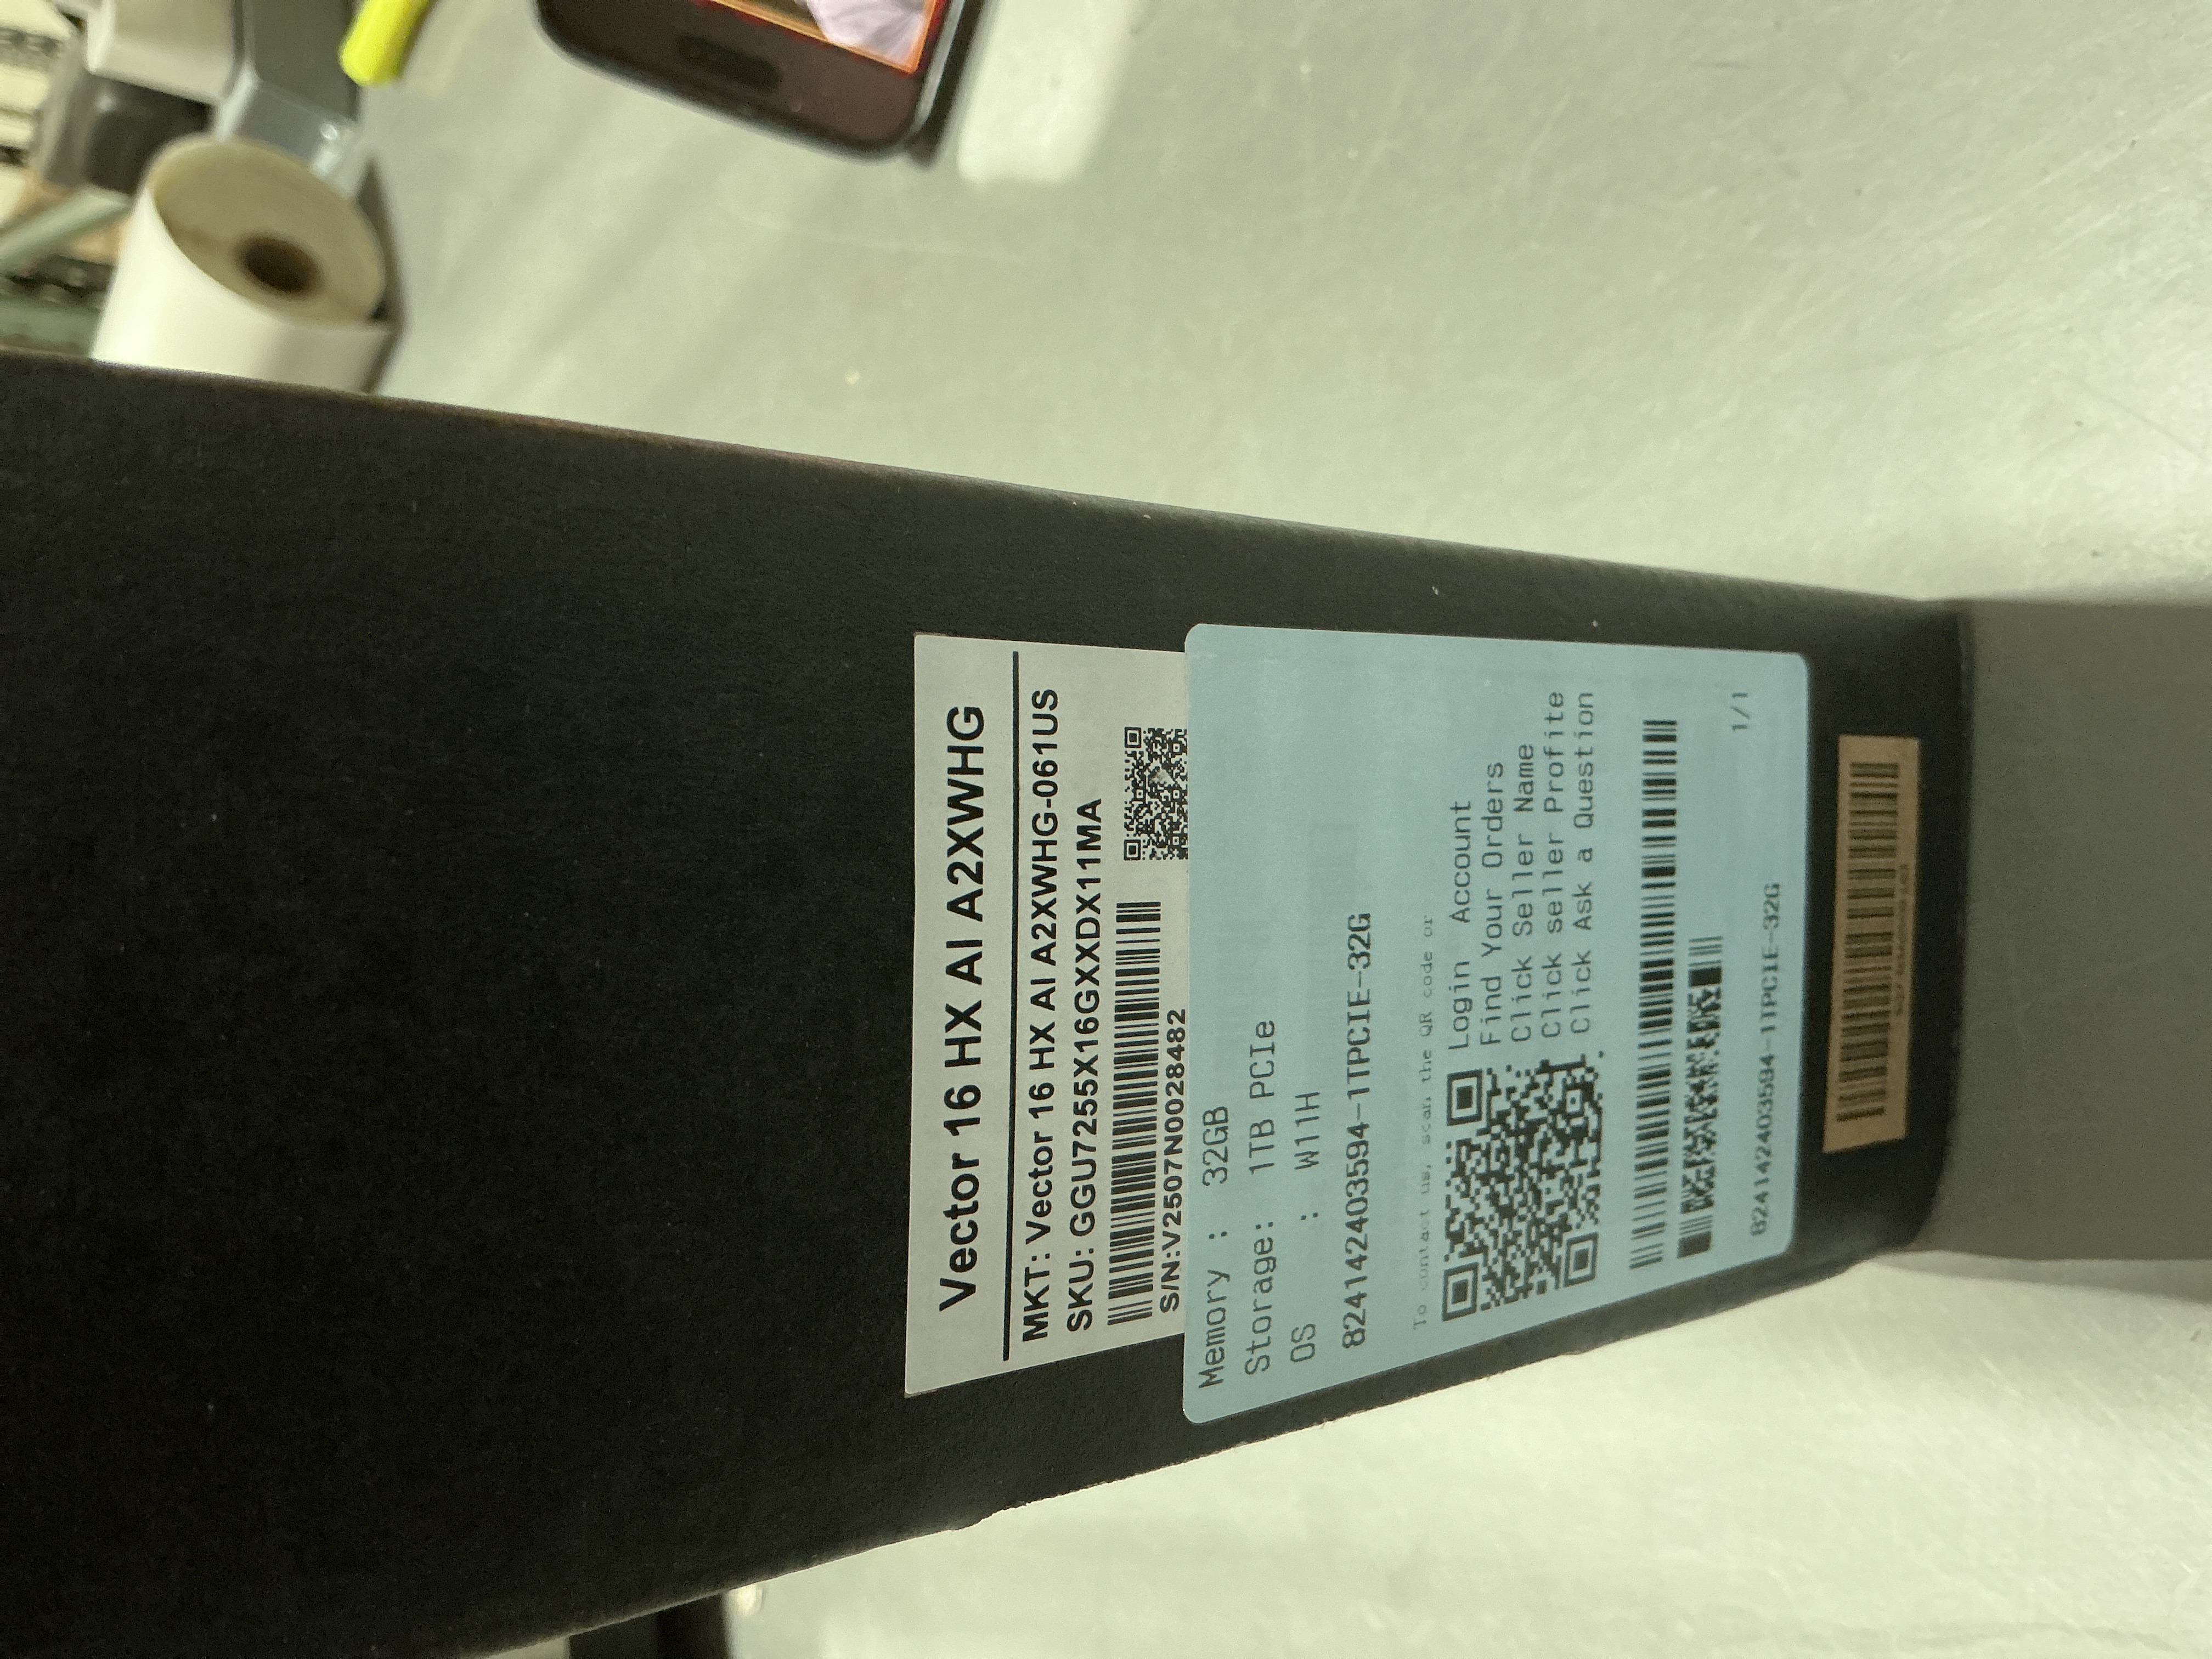 Vector 16 HX AI A2XWHG
MKT: Vector 16 HX AI A2XWHG-061US
SKU: GGU7255X16GXXDX11MA
S/N:V2507N0028482
Memory : 32GB
Storage: 1TB PCIe
OS : W11H
824142403594-1TPCIE-32G
To contact us, scan the QR code or
Login Account
Find Your Orders
Click Seller Name
Click seller Profite
Click Ask a Question
824142403594-1TPCIE-32G
1/1